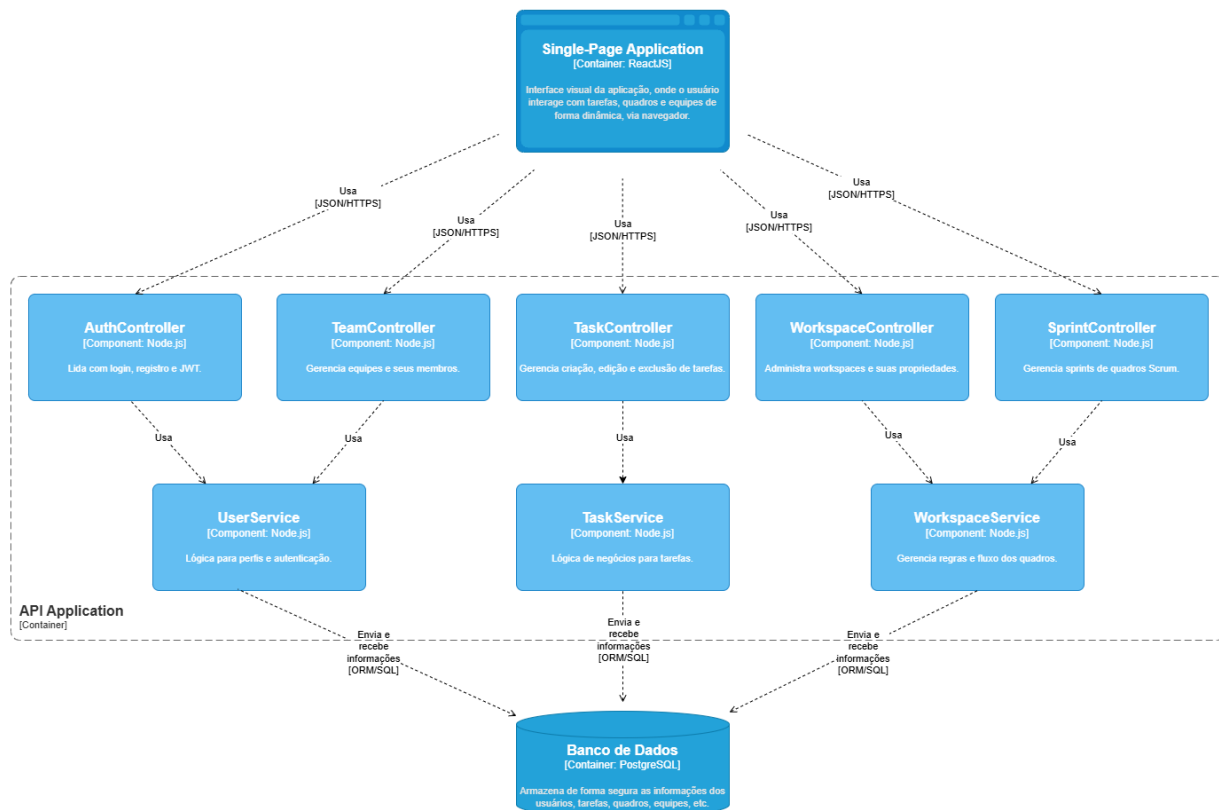 Single-Page Application
[Container: ReactJS]
Interface visual da aplicação, onde o usuário
interage com tarefas, quadros e equipes de
forma dinâmica, via navegador.
Usa
[JSON/HTTPS]
Usa
[JSON/HTTPS]
Usa
[JSON/HTTPS]
Usa
[JSON/HTTPS]
Usa
[JSON/HTTPS]
AuthController
[Component: Node.js]
Lida com login, registro e JWT.
TeamController
[Component: Node.js]
Gerencia equipes e seus membros.
TaskController
[Component: Node.js]
Gerencia criação, edição e exclusão de tarefas.
WorkspaceController
[Component: Node.js]
Administra workspaces e suas propriedades.
SprintController
[Component: Node.js]
Gerencia sprints de quadros Scrum.
Usa
Usa
Usa
Usa
Usa
UserService
[Component: Node.js]
Lógica para perfis e autenticação.
TaskService
[Component: Node.js]
Lógica de negócios para tarefas.
WorkspaceService
[Component: Node.js]
Gerencia regras e fluxo dos quadros.
API Application
[Container]
Envia e
recebe
informações
[ORM/SQL]
Envia e
recebe
informações
[ORM/SQL]
Envia e
recebe
informações
[ORM/SQL]
Banco de Dados
[Container: PostgreSQL]
Armazena de forma segura as informações dos
usuários, tarefas, quadros, equipes, etc.